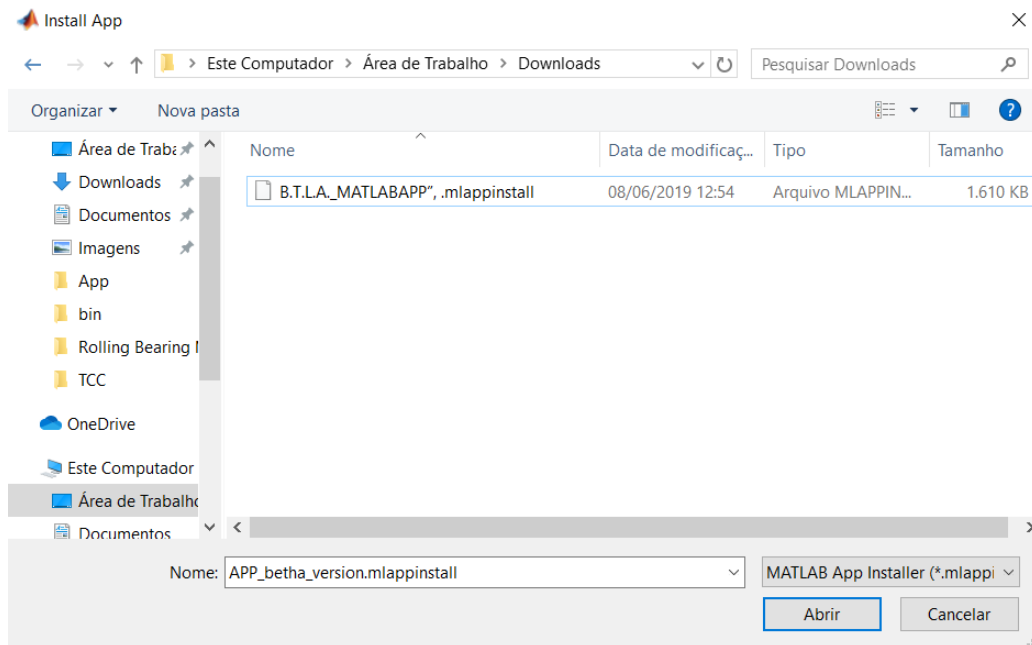 Install App
Este Computador > Área de Trabalho > Downloads
Pesquisar Downloads
Organizar
Nova pasta
Nome
Data de modificaç...
Tipo
Tamanho
B.T.L.A._MATLABAPP”, .mlappinstall
08/06/2019 12:54
Arquivo MLAPPIN...
1.610 KB
Área de Traba
Downloads
Documentos
Imagens
App
bin
Rolling Bearing
TCC
OneDrive
Este Computador
Área de Trabalho
Documentos
Nome: APP_betha_version.mlappinstall
MATLAB App Installer (*.mlappi
Abrir
Cancelar